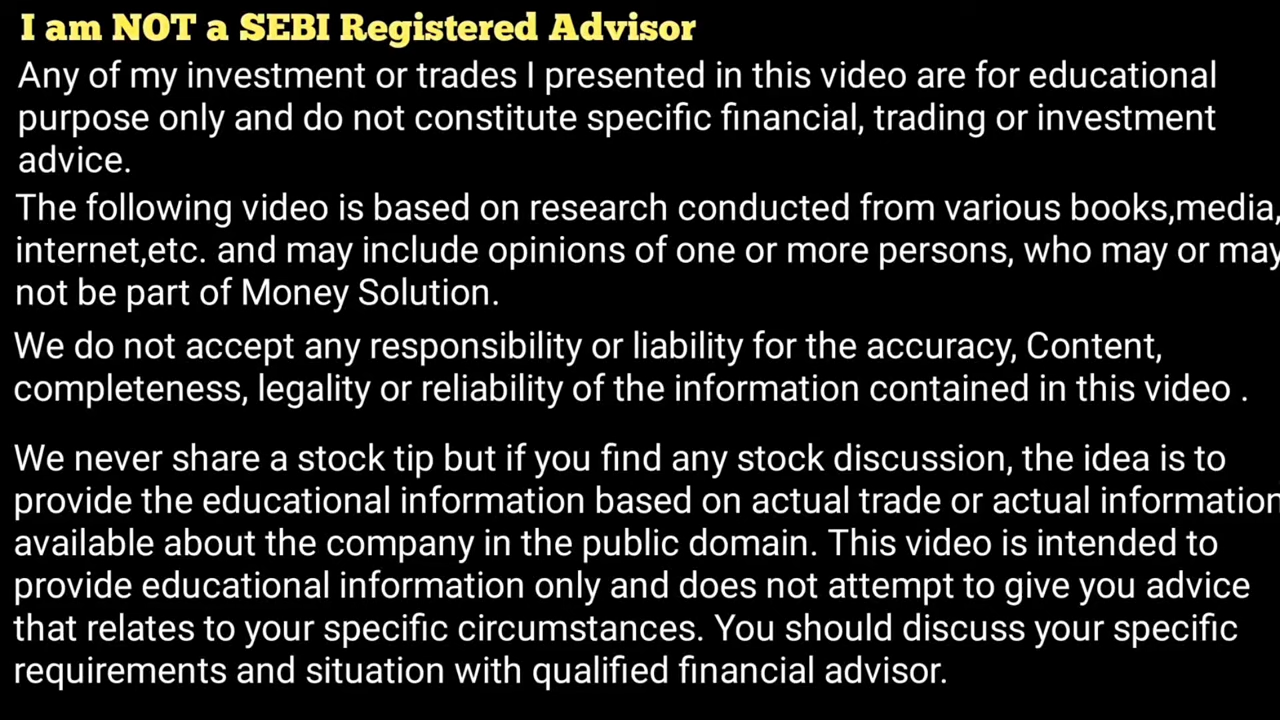 I am NOT a SEBI Registered Advisor
Any of my investment or trades I presented in this video are for educational
purpose only and do not constitute specific financial, trading or investment
advice.
The following video is based on research conducted from various books,media,
internet,etc. and may include opinions of one or more persons, who may or may
not be part of Money Solution.
We do not accept any responsibility or liability for the accuracy, Content,
completeness, legality or reliability of the information contained in this video .
We never share a stock tip but if you find any stock discussion, the idea is to
provide the educational information based on actual trade or actual information
available about the company in the public domain. This video is intended to
provide educational information only and does not attempt to give you advice
that relates to your specific circumstances. You should discuss your specific
requirements and situation with qualified financial advisor.